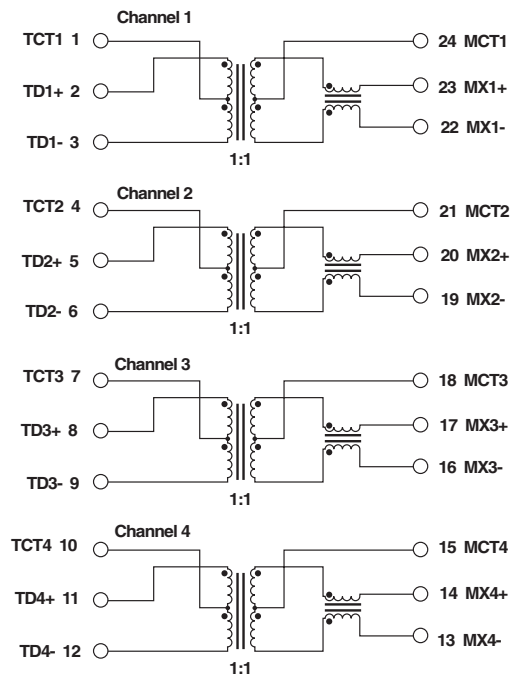 Channel 1
TCT1 1
24 MCT1
TD1+ 2
23 MX1+
22 MX1-
TD1- 3
1:1
Channel 2
TCT2 4
21 MCT2
TD2+ 5
20 MX2+
19 MX2-
TD2- 6
1:1
Channel 3
TCT3 7
18 MCT3
TD3+ 8
17 MX3+
16 MX3-
TD3- 9
1:1
Channel 4
TCT4 10
15 MCT4
TD4+ 11
14 MX4+
13 MX4-
TD4- 12
1:1